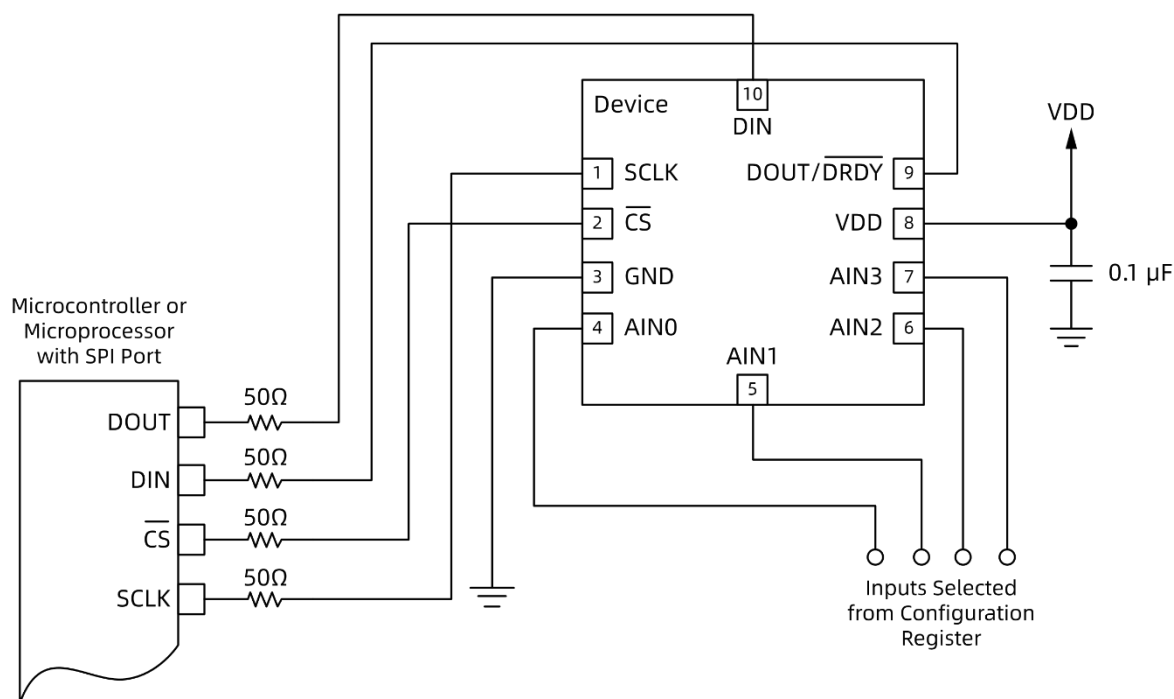 10
Device
DIN
VDD
1 SCLK
DOUT/DRDY 9
2 CS
VDD 8
3 GND
AIN3 7
0.1 µF
4 AIN0
AIN2 6
AIN1
5
Microcontroller or
Microprocessor
with SPI Port
50Ω
DOUT
50Ω
DIN
50Ω
CS
50Ω
SCLK
Inputs Selected
from Configuration
Register